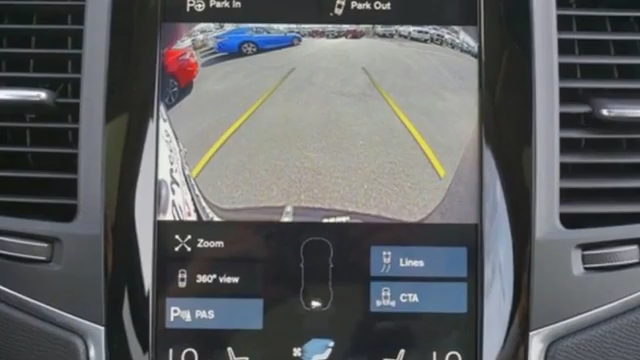 Park In
Park Out
Zoom
Lines
360° view
CTA
PAS